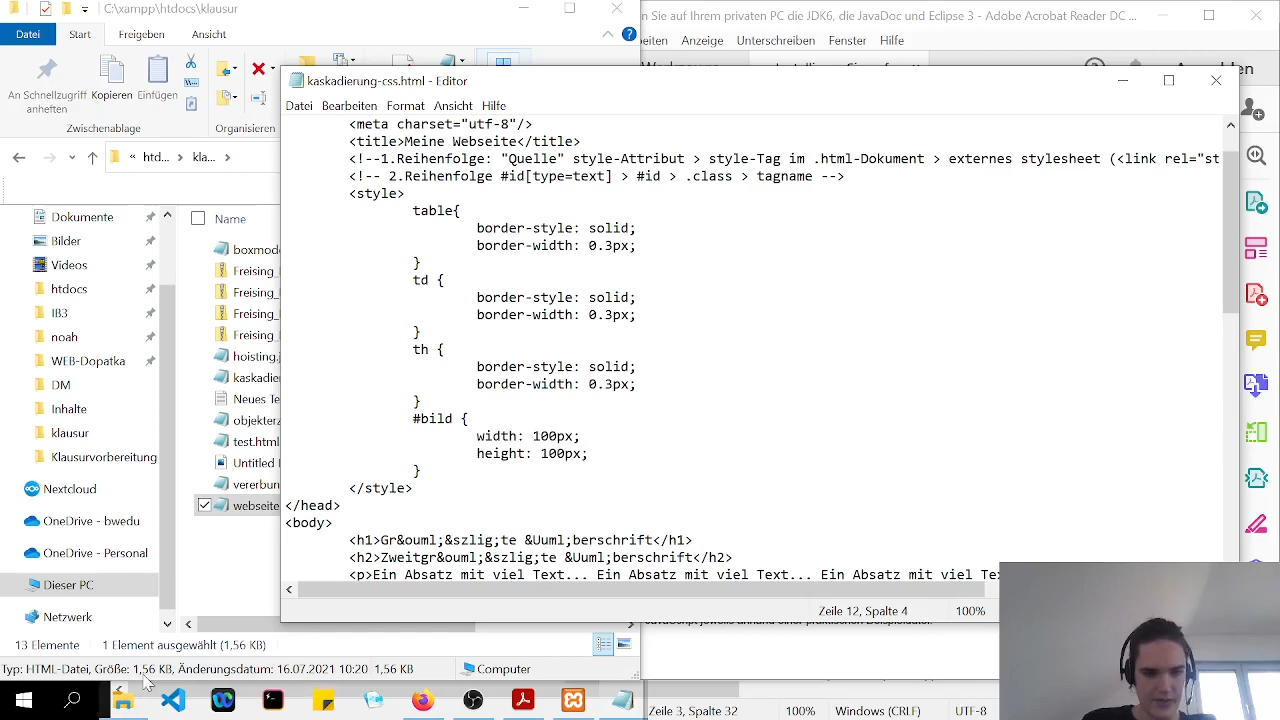 C:\xampp\htdocs\klausur
n Sie auf Ihrem privaten PC die JDK6, die JavaDoc und Eclipse 3 - Adobe Acrobat Reader DC ...
Datei Start Freigeben Ansicht
eiten Anzeige Unterschreiben Fenster Hilfe
An Schnellzugriff anheften
Kopieren Einfügen
Zwischenablage Organisieren
« htd... › kla... ›
Name
Dokumente
Bilder
Videos
htdocs
IB3
noah
WEB-Dopatka
DM
Inhalte
klausur
Klausurvorbereitung
Nextcloud
OneDrive - bwedu
OneDrive - Personal
Dieser PC
Netzwerk
boxmode
Freising_
Freising_
Freising_
Freising_
hoisting.j
kaskadier
Neues Te
objekterz
test.html
Untitled
vererbun
webseite
13 Elemente 1 Element ausgewählt (1,56 KB)
Typ: HTML-Datei, Größe: 1,56 KB, Änderungsdatum: 16.07.2021 10:20 1,56 KB Computer
kaskadierung-css.html - Editor
Datei Bearbeiten Format Ansicht Hilfe
<meta charset="utf-8"/>
<title>Meine Webseite</title>
<!--1.Reihenfolge: "Quelle" style-Attribut > style-Tag im .html-Dokument > externes stylesheet (<link rel="st
<!-- 2.Reihenfolge #id[type=text] > #id > .class > tagname -->
<style>
table{
border-style: solid;
border-width: 0.3px;
}
td {
border-style: solid;
border-width: 0.3px;
}
th {
border-style: solid;
border-width: 0.3px;
}
#bild {
width: 100px;
height: 100px;
}
</style>
</head>
<body>
<h1>Gr&ouml;&szlig;te &Uuml;berschrift</h1>
<h2>Zweitgr&ouml;&szlig;te &Uuml;berschrift</h2>
<p>Ein Absatz mit viel Text... Ein Absatz mit viel Text... Ein Absatz mit viel Tex
Zeile 12, Spalte 4 100%
Zeile 3, Spalte 32 100% Windows (CRLF) UTF-8